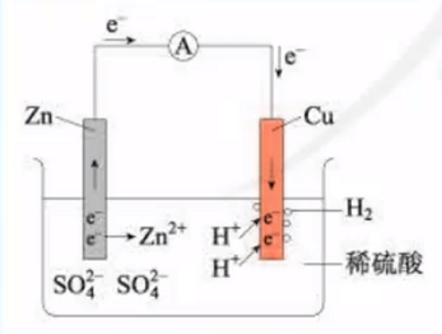 e⁻
A
e⁻
Zn
Cu
e⁻
e⁻
Zn²⁺
H⁺
H⁺
e⁻
e⁻
H₂
SO₄²⁻ SO₄²⁻
稀硫酸